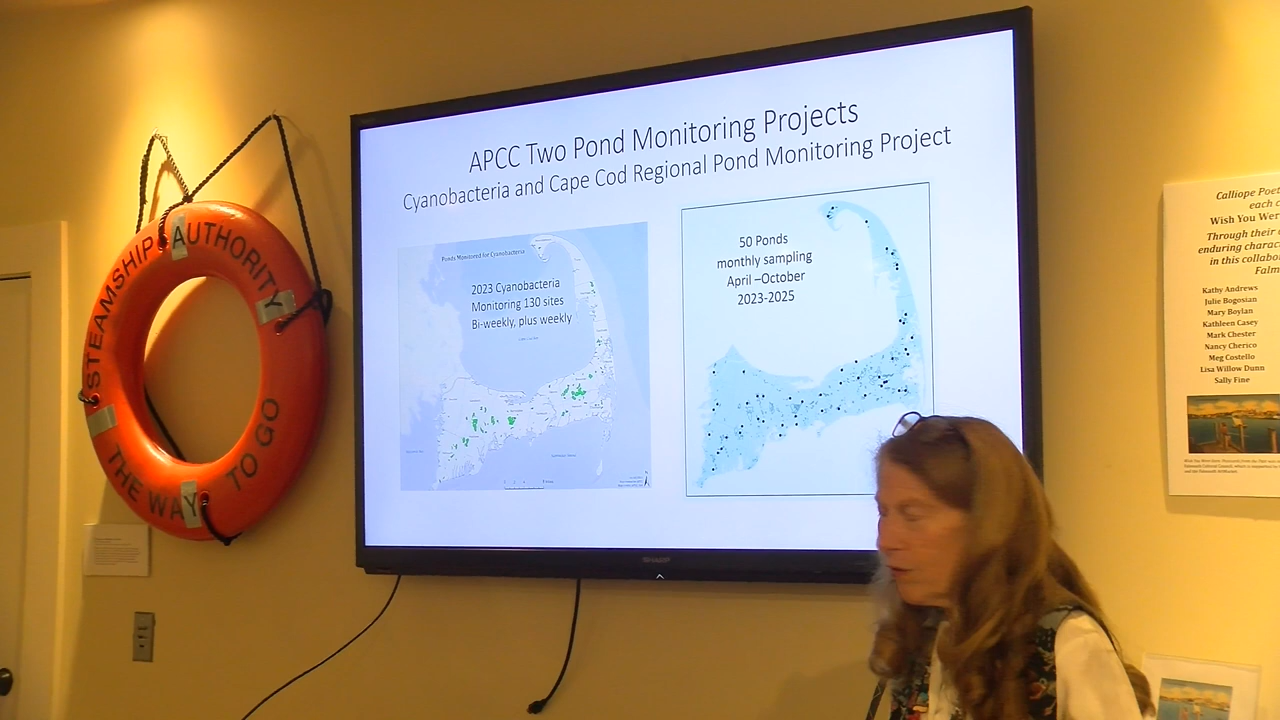 STEAMSHIP AUTHORITY
THE WAY TO GO
APCC Two Pond Monitoring Projects
Cyanobacteria and Cape Cod Regional Pond Monitoring Project
Ponds Monitored for Cyanobacteria
2023 Cyanobacteria
Monitoring 130 sites
Bi-weekly, plus weekly
50 Ponds
monthly sampling
April –October
2023-2025
SHARP
Calliope Poet
each c
Wish You Wer
Through their
enduring charac
in this collabo
Falm
Kathy Andrews
Julie Bogosian
Mary Boylan
Kathleen Casey
Mark Chester
Nancy Cherico
Meg Costello
Lisa Willow Dunn
Sally Fine